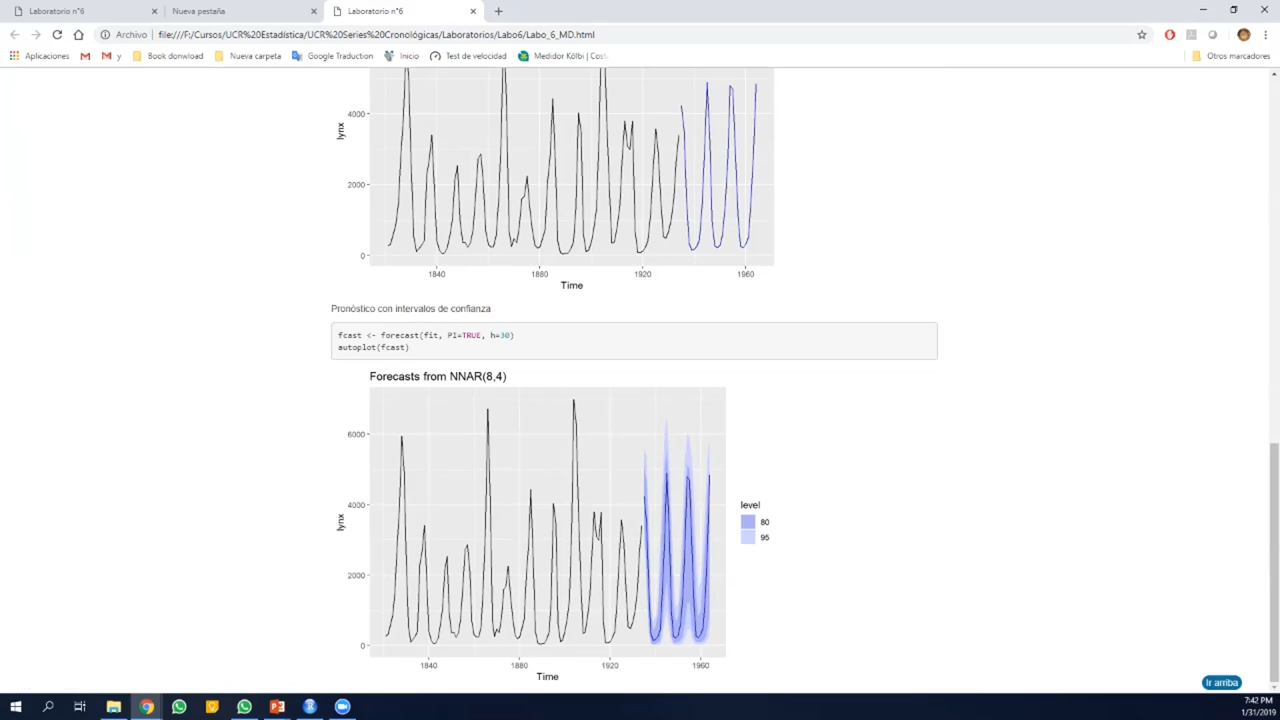 Laboratorio n°6
Nueva pestaña
Laboratorio n°6
Archivo
file:///F:/Cursos/UCR%20Estadística/UCR%20Series%20Cronológicas/Laboratorios/Labo6/Labo_6_MD.html
Aplicaciones
M y
Book donwload
Nueva carpeta
Google Traduction
Inicio
Test de velocidad
Medidor Kölbi | Cost
Otros marcadores
4000
2000
0
lynx
1840
1880
1920
1960
Time
Pronóstico con intervalos de confianza
fcast <- forecast(fit, PI=TRUE, h=30)
autoplot(fcast)
Forecasts from NNAR(8,4)
6000
4000
2000
0
lynx
level
80
95
1840
1880
1920
1960
Time
Ir arriba
7:42 PM
1/31/2019